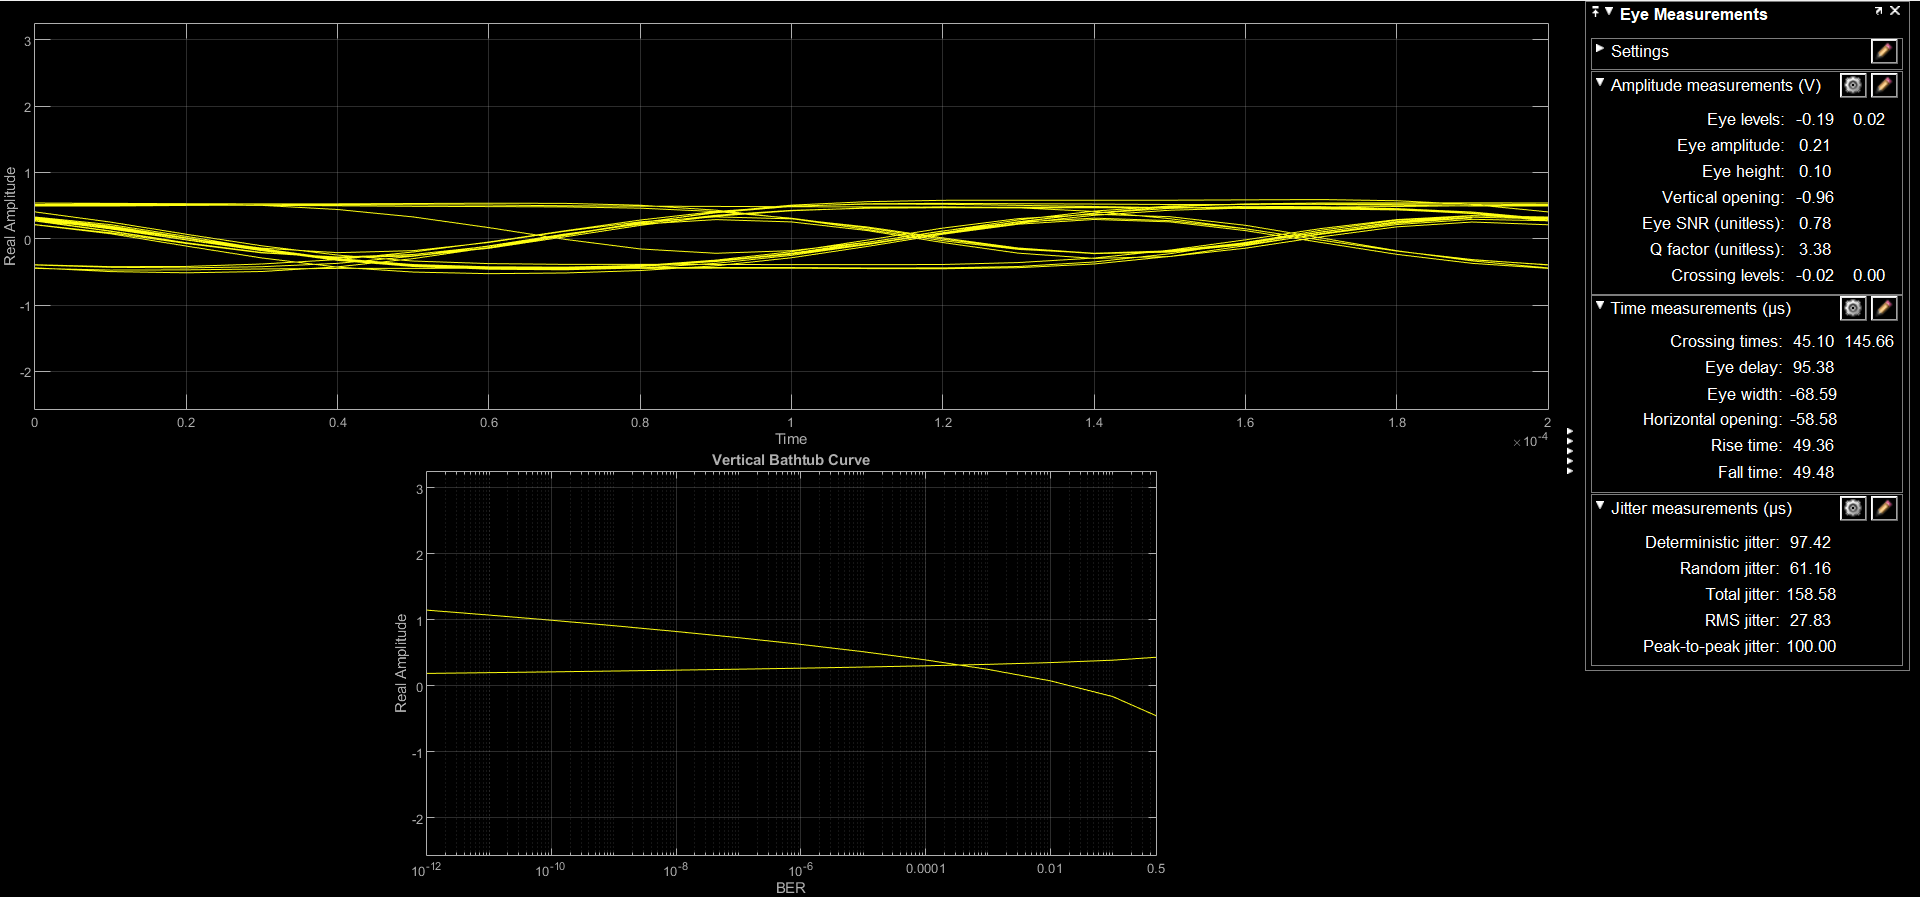 3
2
1
0
-1
-2
Real Amplitude
0 0.2 0.4 0.6 0.8 1 1.2 1.4 1.6 1.8 2
Time
×10-4
Vertical Bathtub Curve
3
2
1
0
-1
-2
Real Amplitude
10-12 10-10 10-8 10-6 0.0001 0.01 0.5
BER
Eye Measurements
Settings
Amplitude measurements (V)
Eye levels: -0.19 0.02
Eye amplitude: 0.21
Eye height: 0.10
Vertical opening: -0.96
Eye SNR (unitless): 0.78
Q factor (unitless): 3.38
Crossing levels: -0.02 0.00
Time measurements (µs)
Crossing times: 45.10 145.66
Eye delay: 95.38
Eye width: -68.59
Horizontal opening: -58.58
Rise time: 49.36
Fall time: 49.48
Jitter measurements (µs)
Deterministic jitter: 97.42
Random jitter: 61.16
Total jitter: 158.58
RMS jitter: 27.83
Peak-to-peak jitter: 100.00